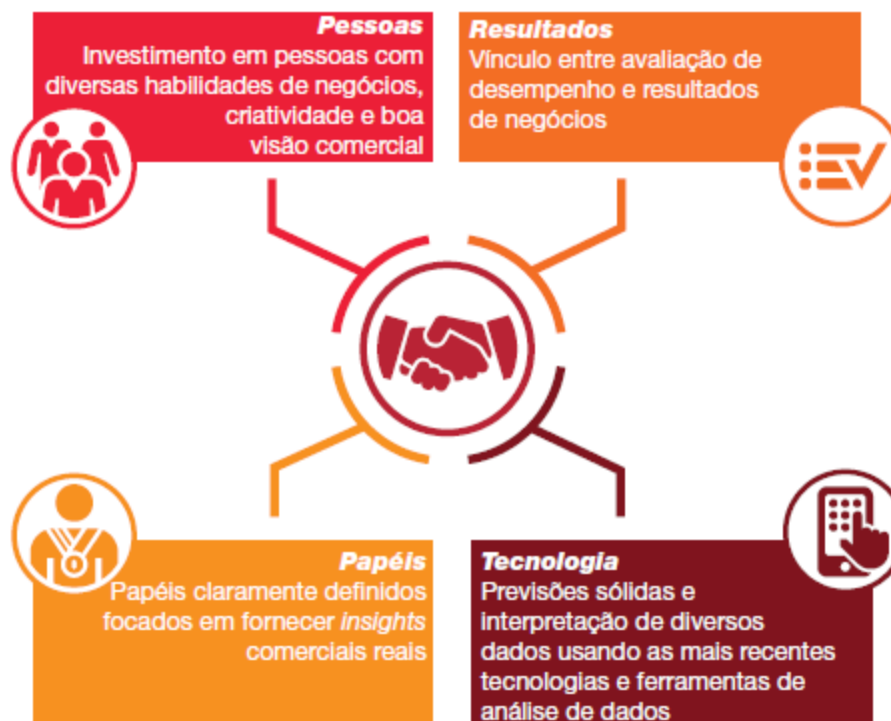 Pessoas
Investimento em pessoas com
diversas habilidades de negócios,
criatividade e boa
visão comercial
Resultados
Vínculo entre avaliação de
desempenho e resultados
de negócios
Papéis
Papéis claramente definidos
focados em fornecer insights
comerciais reais
Tecnologia
Previsões sólidas e
interpretação de diversos
dados usando as mais recentes
tecnologias e ferramentas de
análise de dados